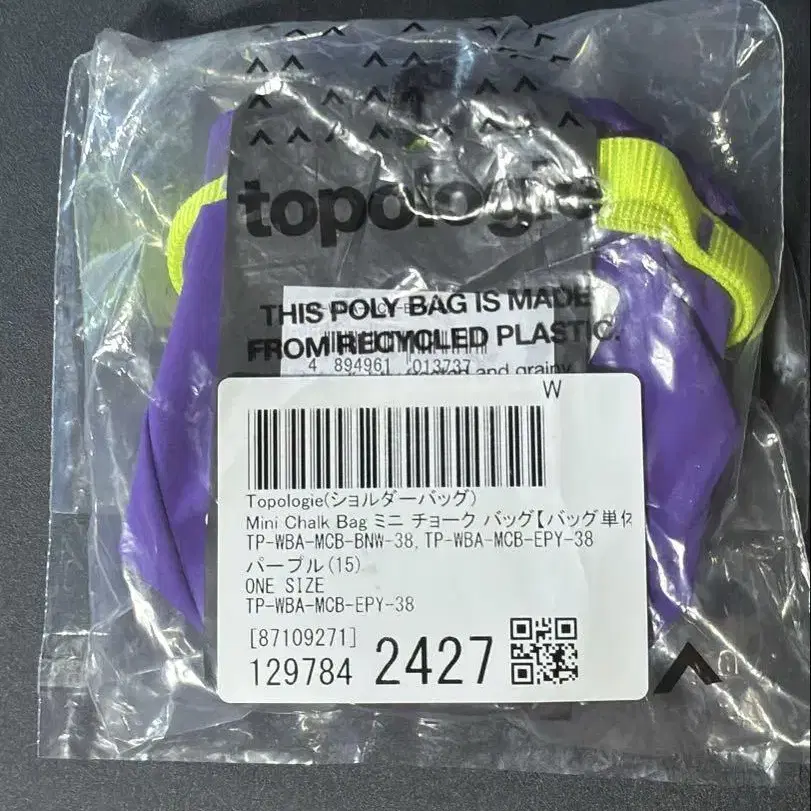 topologie
THIS POLY BAG IS MADE
FROM RECYCLED PLASTIC.
4 894961 013737
and grainy
W
Topologie(ショルダーバッグ)
Mini Chalk Bag ミニ チョーク バッグ【バッグ単体
TP-WBA-MCB-BNW-38,TP-WBA-MCB-EPY-38
パープル(15)
ONE SIZE
TP-WBA-MCB-EPY-38
[87109271]
129784 2427